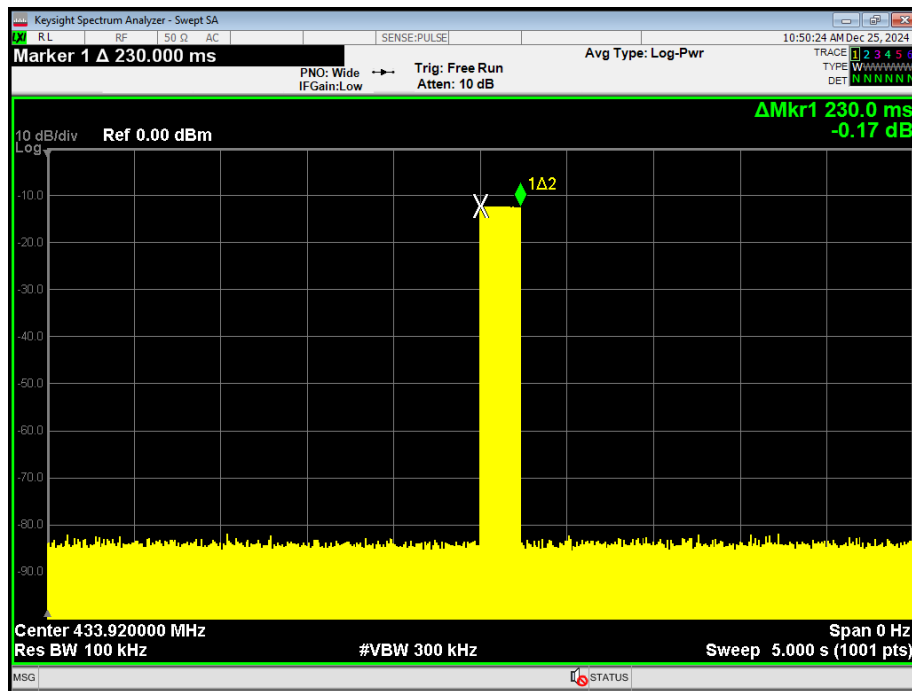 Keysight Spectrum Analyzer - Swept SA
LXI RL RF 50 Ω AC SENSE:PULSE 10:50:24 AM Dec 25, 2024
Marker 1 Δ 230.000 ms
PNO: Wide
IFGain:Low
Trig: Free Run
Atten: 10 dB
Avg Type: Log-Pwr
TRACE 1 2 3 4 5 6
TYPE WWWWWW
DET N N N N N N
ΔMkr1 230.0 ms
-0.17 dB
10 dB/div Ref 0.00 dBm
Log
1Δ2
-10.0
-20.0
-30.0
-40.0
-50.0
-60.0
-70.0
-80.0
-90.0
Center 433.920000 MHz Span 0 Hz
Res BW 100 kHz #VBW 300 kHz Sweep 5.000 s (1001 pts)
MSG STATUS